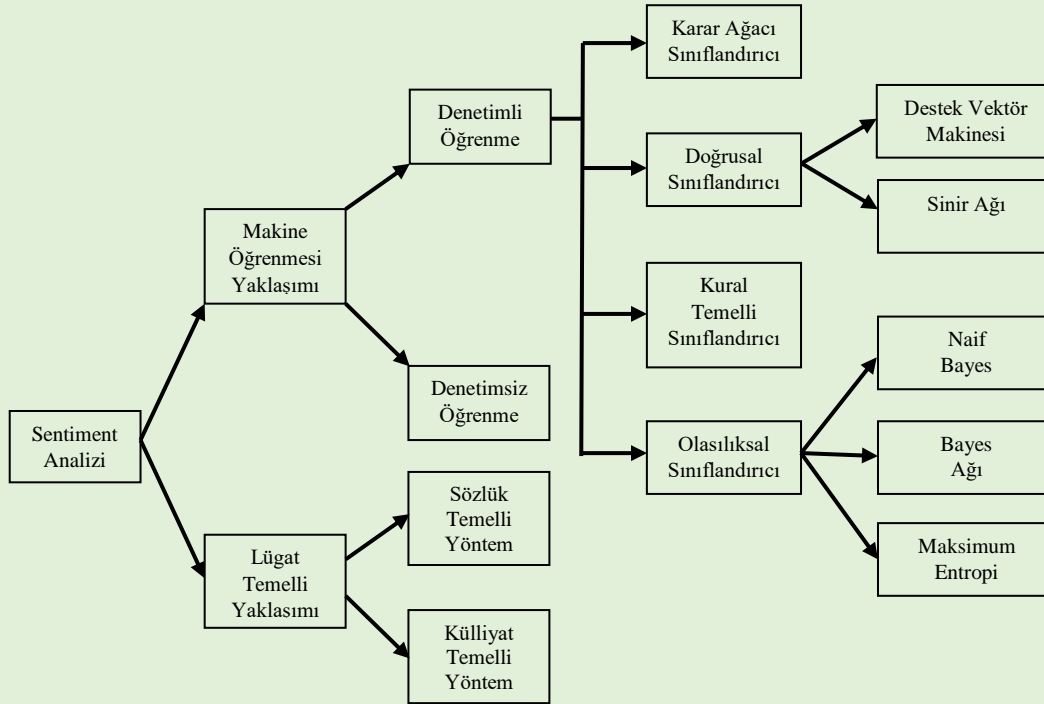 Sentiment
Analizi
Makine
Öğrenmesi
Yaklaşımı
Lügat
Temelli
Yaklaşımı
Denetimli
Öğrenme
Denetimsiz
Öğrenme
Sözlük
Temelli
Yöntem
Külliyat
Temelli
Yöntem
Karar Ağacı
Sınıflandırıcı
Doğrusal
Sınıflandırıcı
Kural
Temelli
Sınıflandırıcı
Olasılıksal
Sınıflandırıcı
Destek Vektör
Makinesi
Sinir Ağı
Naif
Bayes
Bayes
Ağı
Maksimum
Entropi